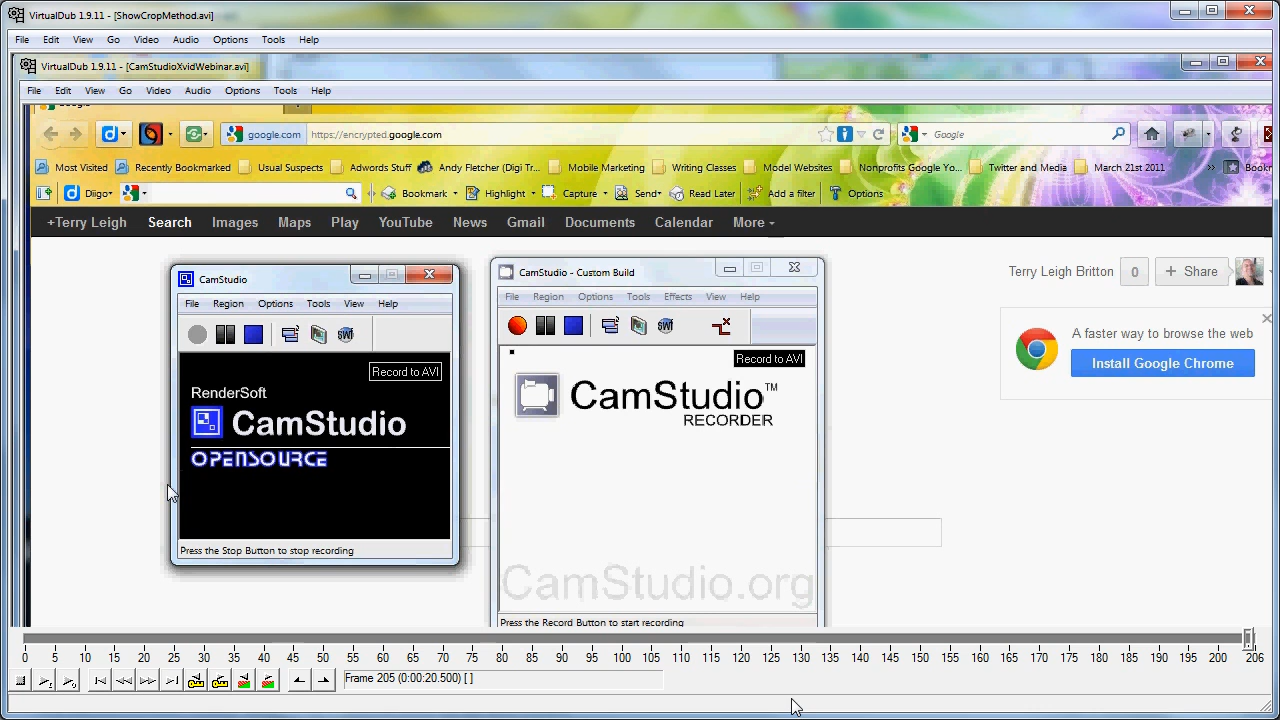 VirtualDub 1.9.11 - [ShowCropMethod.avi]
File Edit View Go Video Audio Options Tools Help
VirtualDub 1.9.11 - [CamStudioXvidWebinar.avi]
File Edit View Go Video Audio Options Tools Help
google.com https://encrypted.google.com Google
Most Visited Recently Bookmarked Usual Suspects Adwords Stuff Andy Fletcher (Digi Tr... Mobile Marketing Writing Classes Model Websites Nonprofits Google Yo... Twitter and Media March 21st 2011 »
Diigo Bookmark Highlight Capture Send Read Later Add a filter Options
+Terry Leigh Search Images Maps Play YouTube News Gmail Documents Calendar More
Terry Leigh Britton 0 + Share
A faster way to browse the web
Install Google Chrome
CamStudio
File Region Options Tools View Help
SWF
Record to AVI
RenderSoft
CamStudio
OPENSOURCE
Press the Stop Button to stop recording
CamStudio - Custom Build
File Region Options Tools Effects View Help
SWF
Record to AVI
CamStudio™
RECORDER
CamStudio.org
Press the Record Button to start recording
0 5 10 15 20 25 30 35 40 45 50 55 60 65 70 75 80 85 90 95 100 105 110 115 120 125 130 135 140 145 150 155 160 165 170 175 180 185 190 195 200 206
Frame 205 (0:00:20.500) [ ]